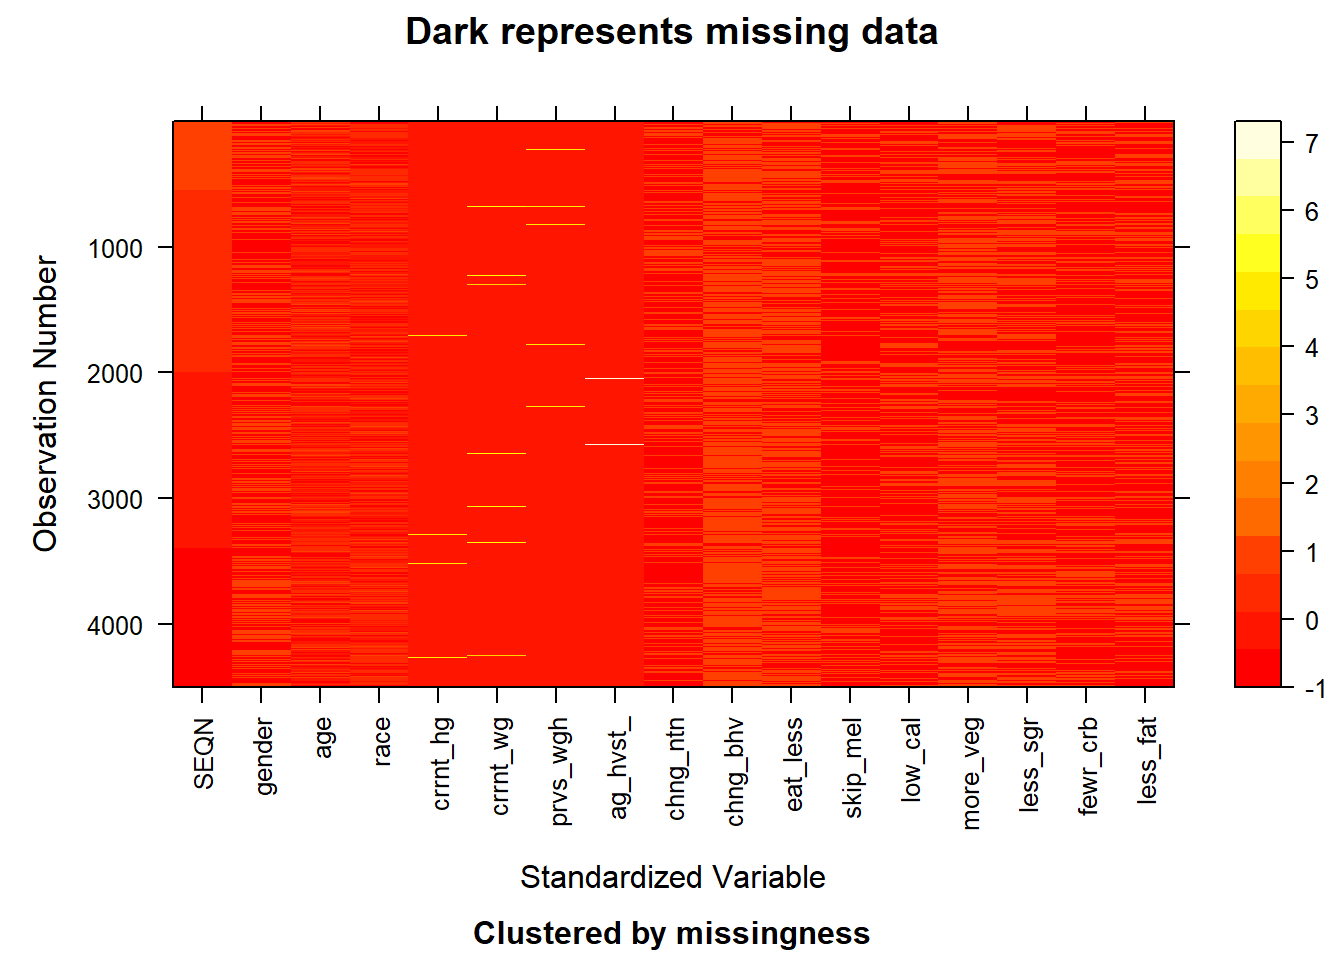 Dark represents missing data
Observation Number
1000
2000
3000
4000
7
6
5
4
3
2
1
0
-1
SEQN
gender
age
race
crrnt_hg
crrnt_wg
prvs_wgh
ag_hvst_
chng_ntn
chng_bhv
eat_less
skip_mel
low_cal
more_veg
less_sgr
fewr_crb
less_fat
Standardized Variable
Clustered by missingness